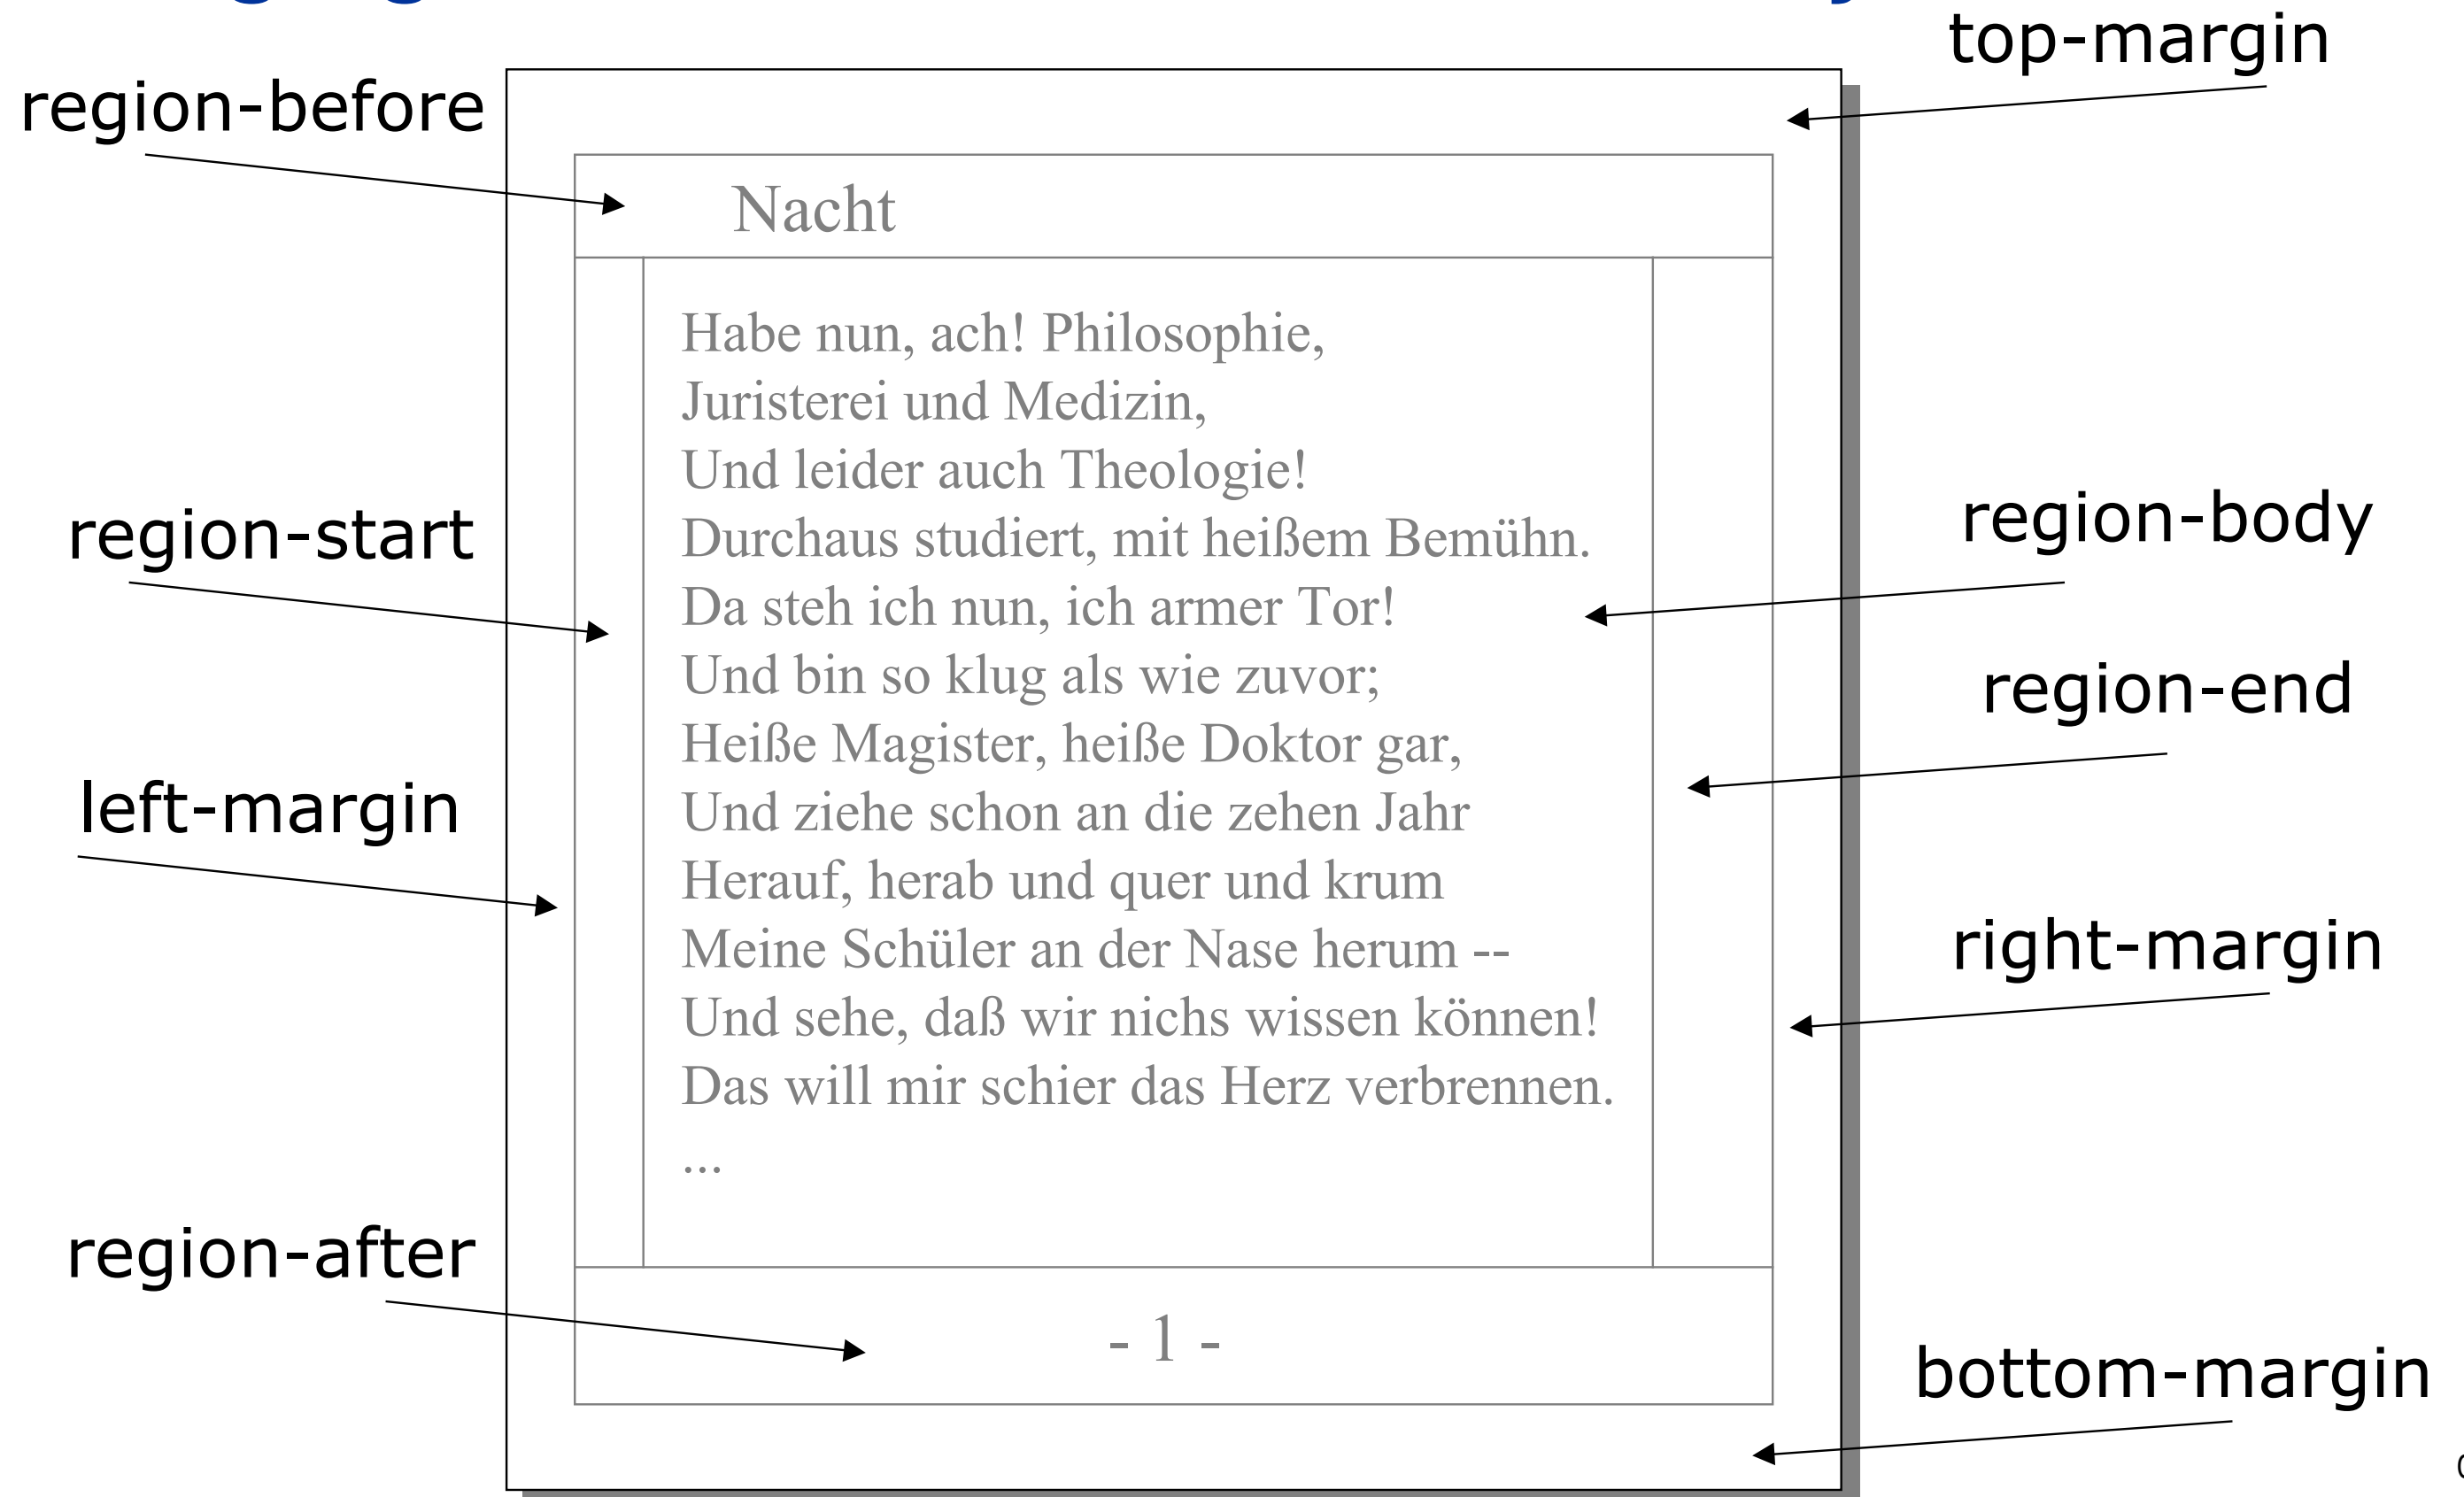 top-margin
region-before
Nacht
Habe nun, ach! Philosophie,
Juristerei und Medizin,
Und leider auch Theologie!
region-start
region-body
Durchaus studiert, mit heißem Bemühn.
Da steh ich nun, ich armer Tor!
Und bin so klug als wie zuvor;
region-end
Heiße Magister, heiße Doktor gar,
left-margin
Und ziehe schon an die zehen Jahr
Herauf, herab und quer und krum
right-margin
Meine Schüler an der Nase herum --
Und sehe, daß wir nichs wissen können!
Das will mir schier das Herz verbrennen.
...
region-after
- 1 -
bottom-margin